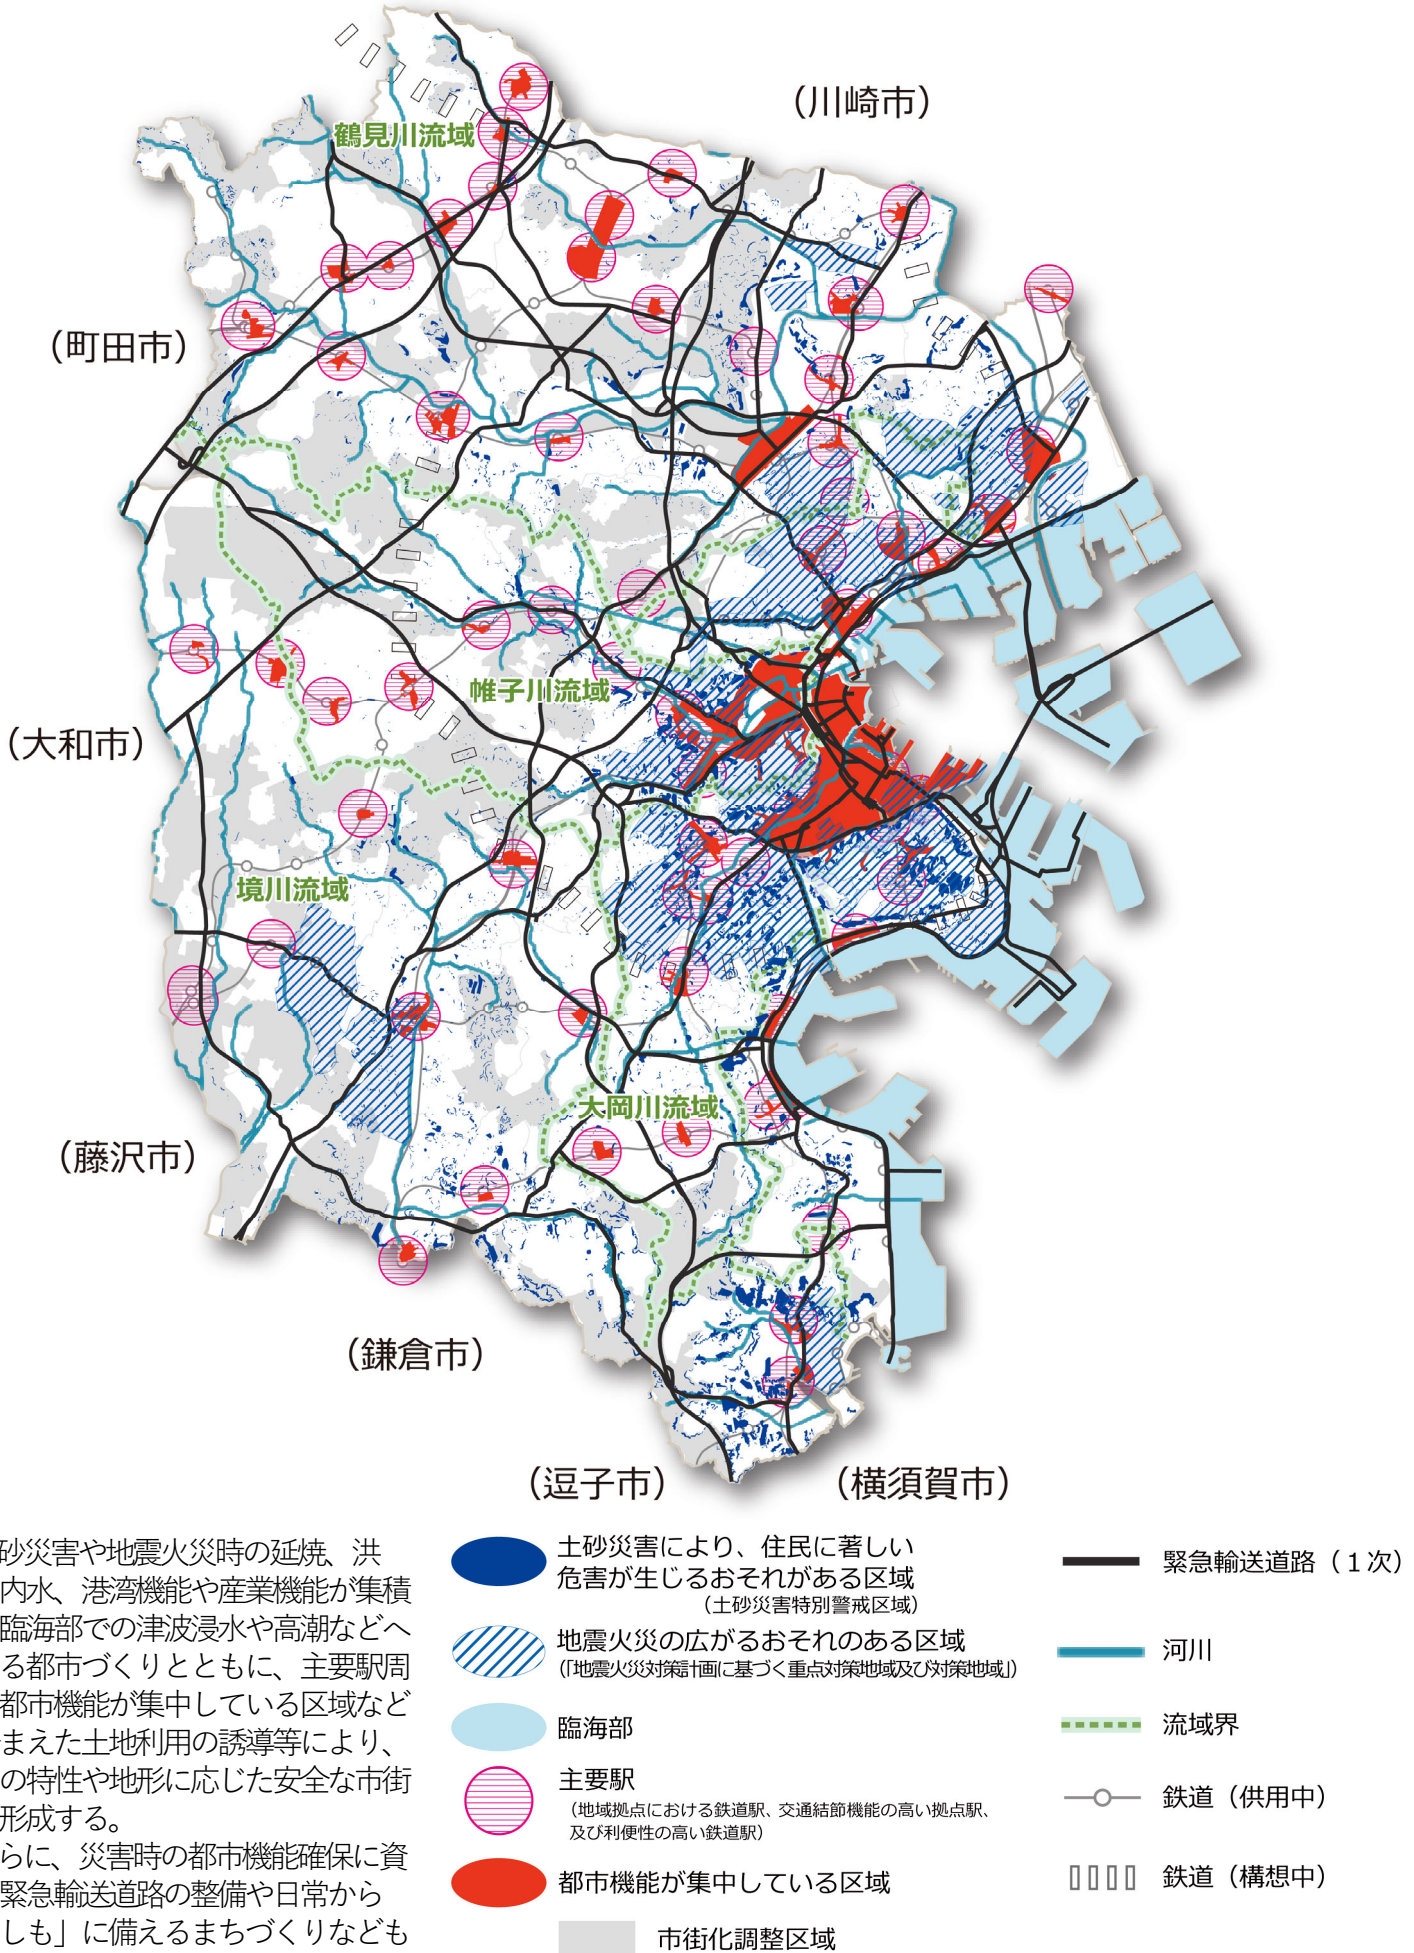 （川崎市）
鶴見川流域
（町田市）
帷子川流域
（大和市）
境川流域
大岡川流域
（藤沢市）
（鎌倉市）
（逗子市）
（横須賀市）
砂災害や地震火災時の延焼、洪
内水、港湾機能や産業機能が集積
臨海部での津波浸水や高潮などへ
る都市づくりとともに、主要駅周
都市機能が集中している区域など
まえた土地利用の誘導等により、
の特性や地形に応じた安全な市街
形成する。
らに、災害時の都市機能確保に資
緊急輸送道路の整備や日常から
しも」に備えるまちづくりなども
土砂災害により、住民に著しい
危害が生じるおそれがある区域
（土砂災害特別警戒区域）
地震火災の広がるおそれのある区域
（「地震火災対策計画に基づく重点対策地域及び対策地域」）
臨海部
主要駅
（地域拠点における鉄道駅、交通結節機能の高い拠点駅、
及び利便性の高い鉄道駅）
都市機能が集中している区域
市街化調整区域
緊急輸送道路（１次）
河川
流域界
鉄道（供用中）
鉄道（構想中）